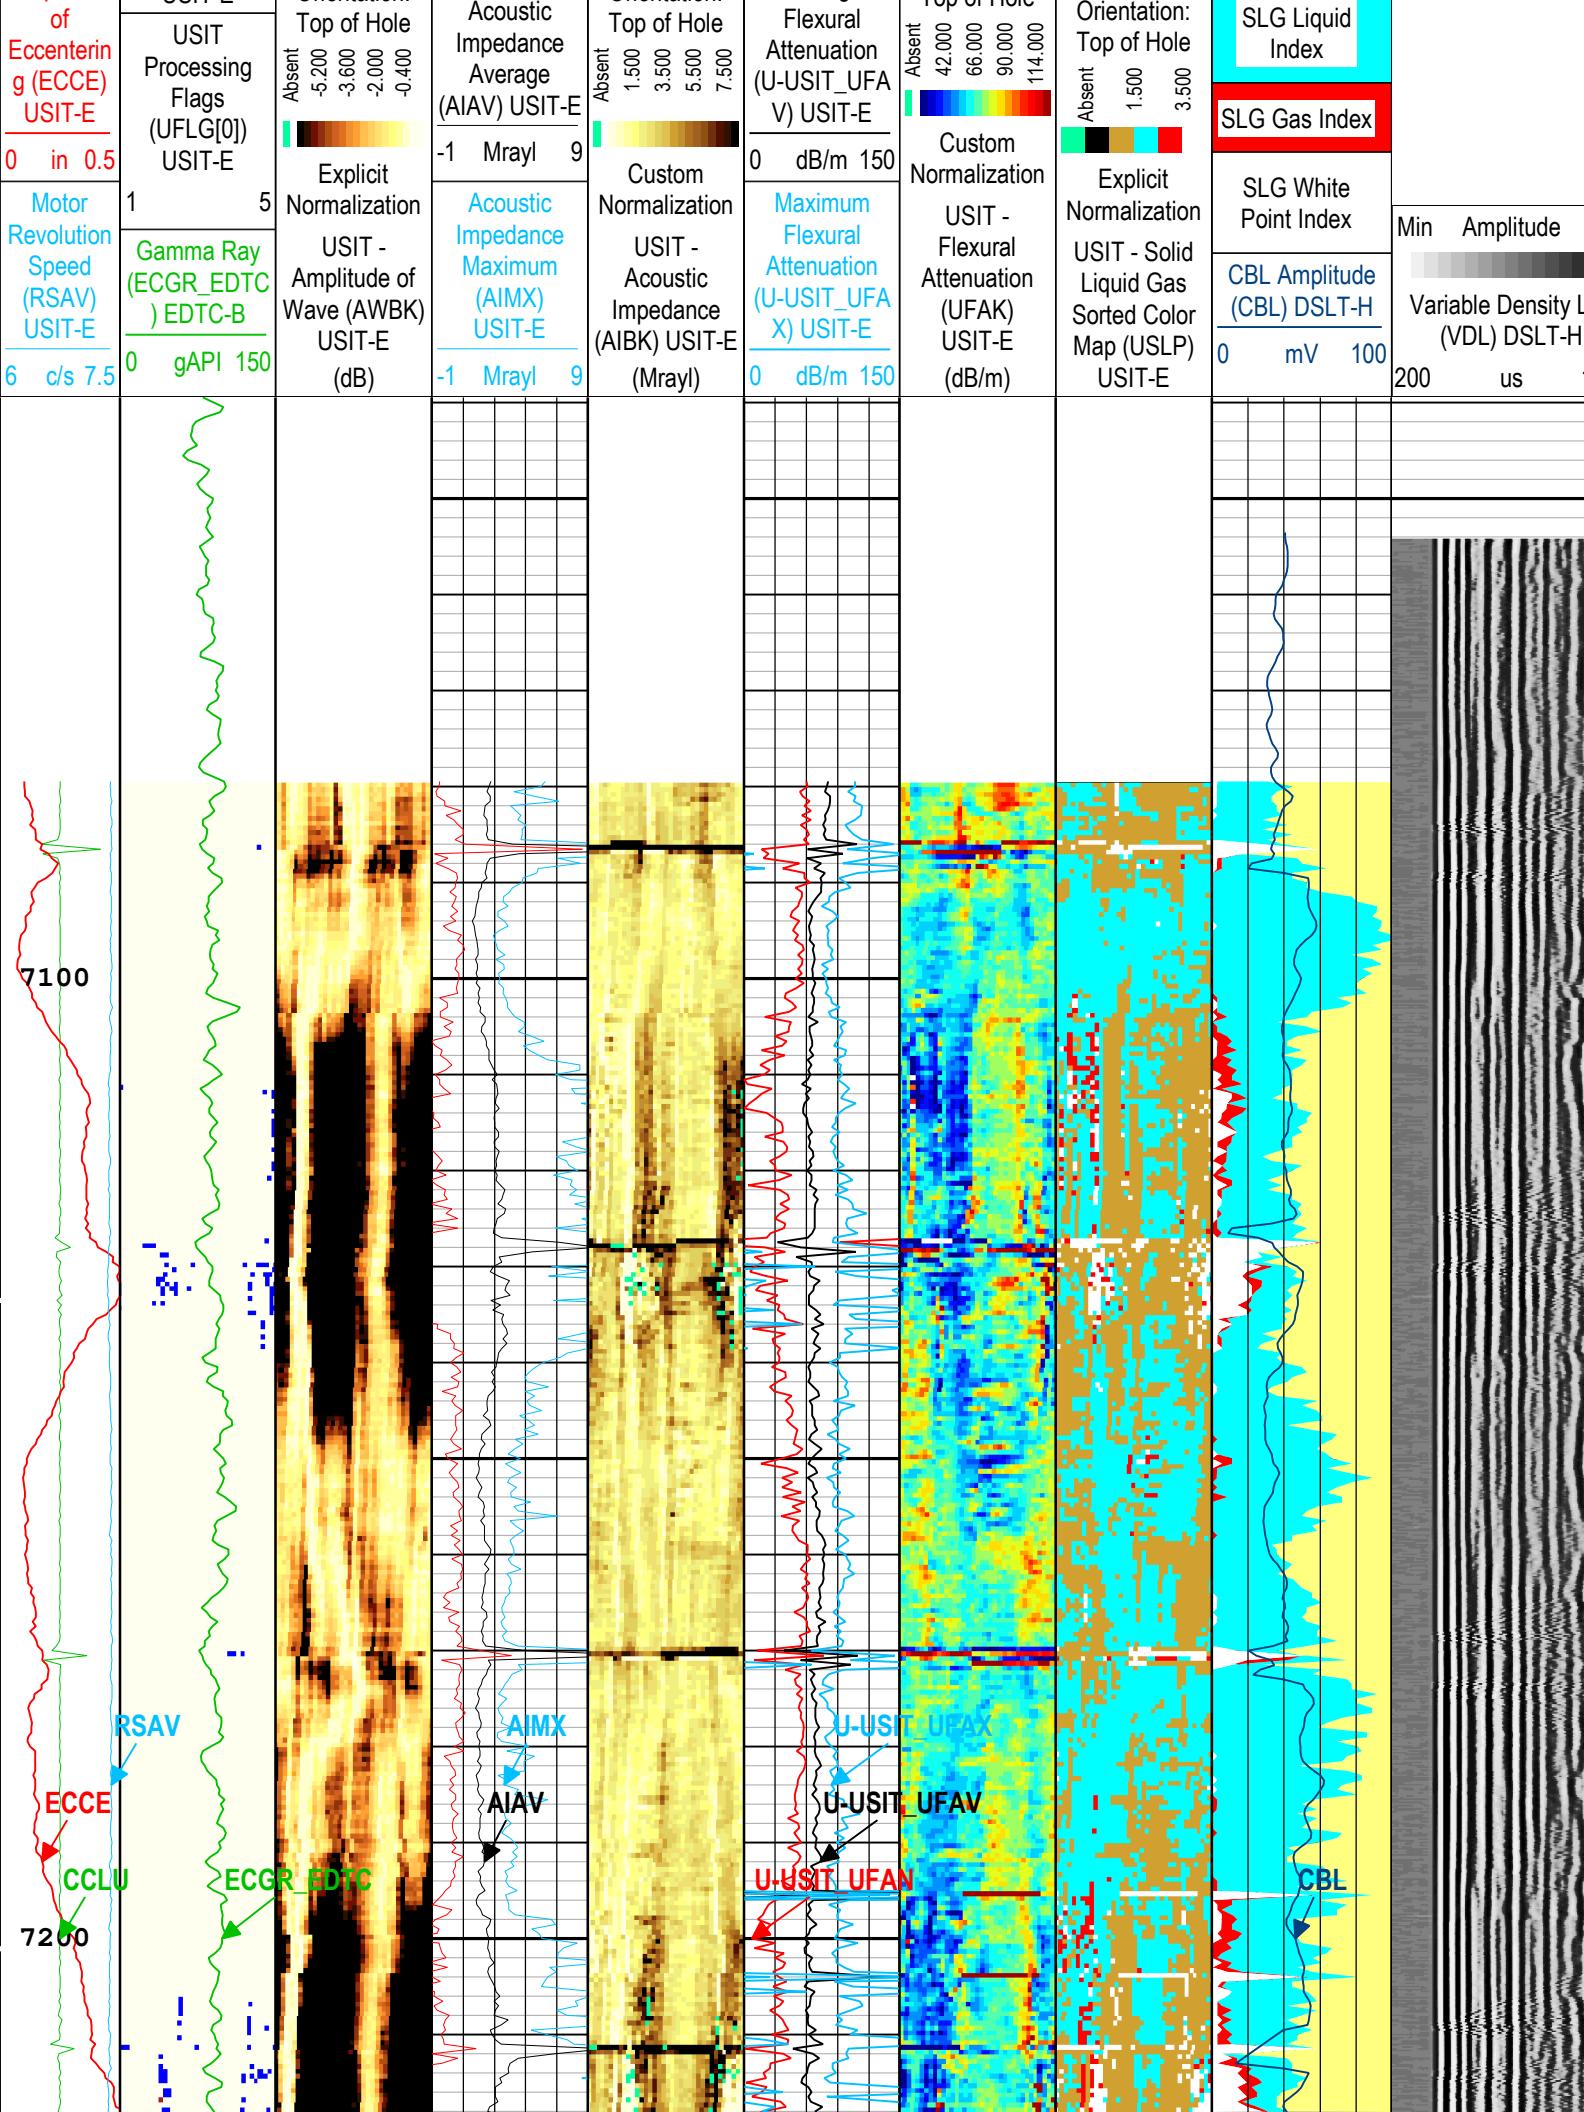 of
Eccenterin
g (ECCE)
USIT-E
0 in 0.5
Motor
Revolution
Speed
(RSAV)
USIT-E
6 c/s 7.5
USIT
Processing
Flags
(UFLG[0])
USIT-E
1 5
Gamma Ray
(ECGR_EDTC
) EDTC-B
0 gAPI 150
Top of Hole
Absent -5.200 -3.600 -2.000 -0.400
Explicit
Normalization
USIT -
Amplitude of
Wave (AWBK)
USIT-E
(dB)
Acoustic
Impedance
Average
(AIAV) USIT-E
-1 Mrayl 9
Acoustic
Impedance
Maximum
(AIMX)
USIT-E
-1 Mrayl 9
Top of Hole
Absent 1.500 3.500 5.500 7.500
Custom
Normalization
USIT -
Acoustic
Impedance
(AIBK) USIT-E
(Mrayl)
Flexural
Attenuation
(U-USIT_UFA
V) USIT-E
0 dB/m 150
Maximum
Flexural
Attenuation
(U-USIT_UFA
X) USIT-E
0 dB/m 150
Top of Hole
Absent 42.000 66.000 90.000 114.000
Custom
Normalization
USIT -
Flexural
Attenuation
(UFAK)
USIT-E
(dB/m)
Orientation:
Top of Hole
Absent 1.500 3.500
Explicit
Normalization
USIT - Solid
Liquid Gas
Sorted Color
Map (USLP)
USIT-E
SLG Liquid
Index
SLG Gas Index
SLG White
Point Index
CBL Amplitude
(CBL) DSLT-H
0 mV 100
Min Amplitude
Variable Density L
(VDL) DSLT-H
200 us
7100
RSAV
AIMX
U-USIT_UFAX
ECCE
AIAV
U-USIT_UFAV
CCLU
ECGR_EDTC
U-USIT_UFAN
CBL
7200